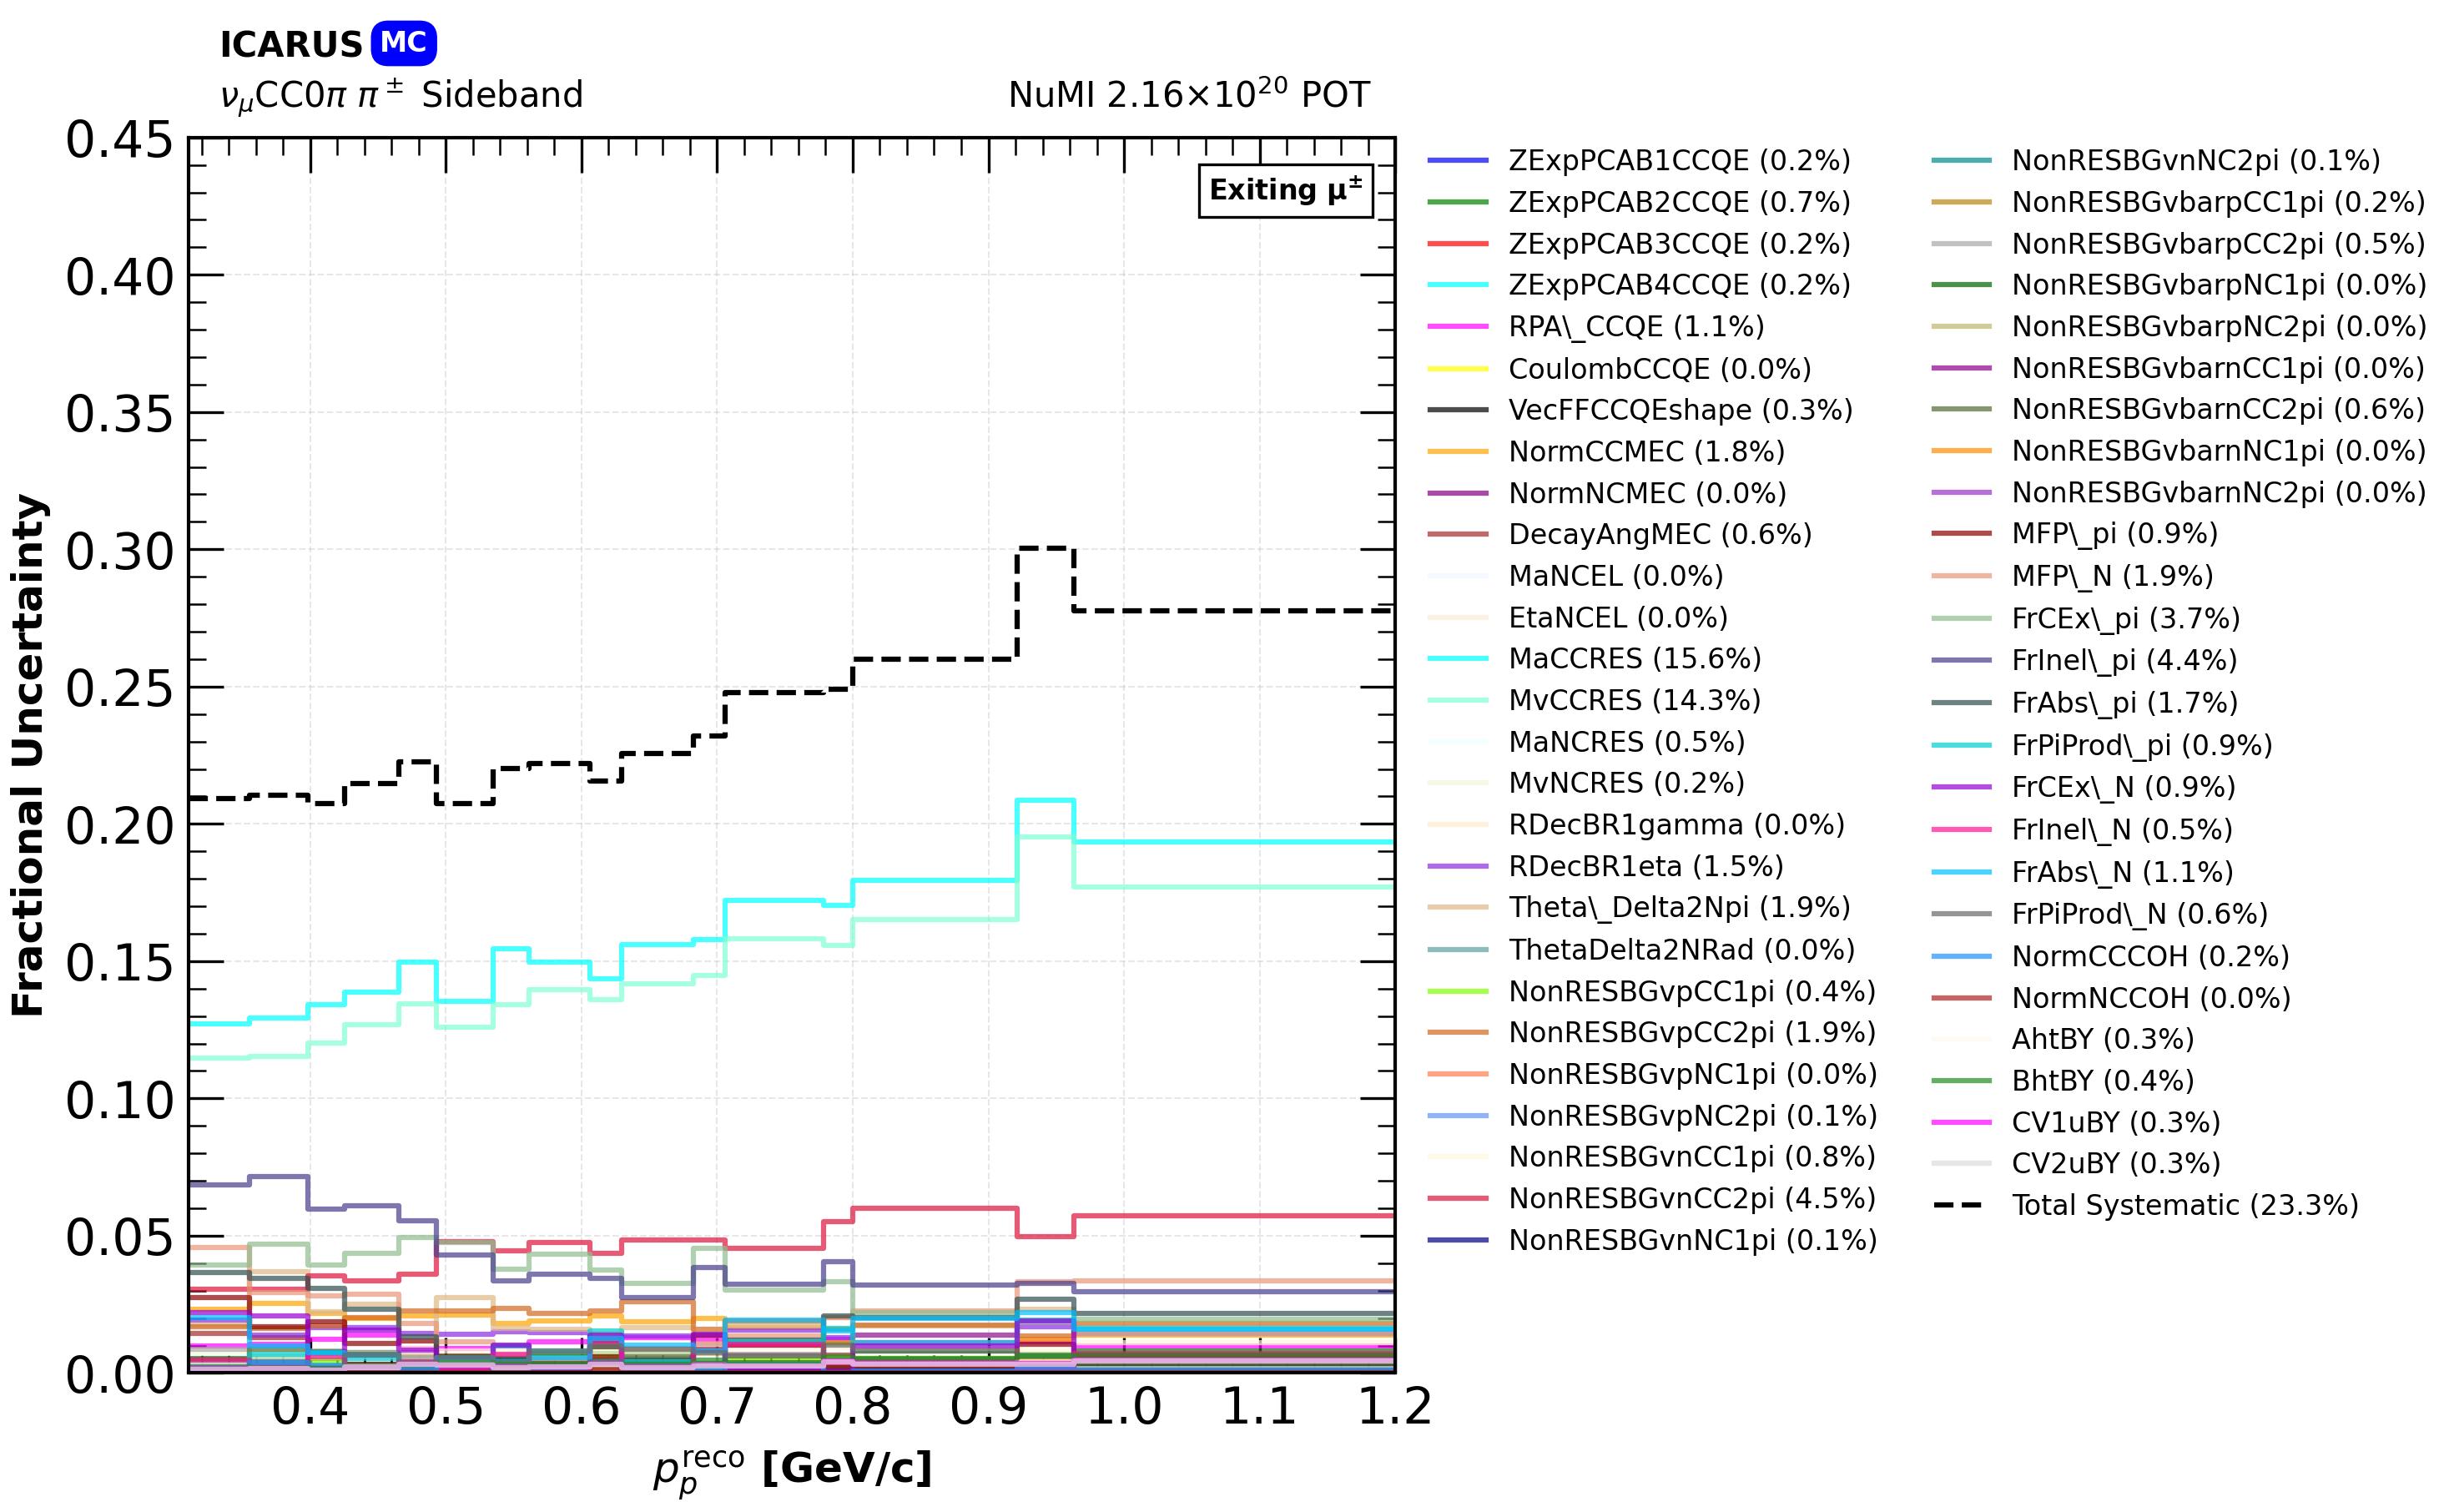 ICARUS MC
νμCC0π π± Sideband
NuMI 2.16×10²⁰ POT
0.45
0.40
0.35
0.30
0.25
0.20
0.15
0.10
0.05
0.00
Fractional Uncertainty
Exiting μ±
0.4 0.5 0.6 0.7 0.8 0.9 1.0 1.1 1.2
p_p^reco [GeV/c]
ZExpPCAB1CCQE (0.2%)
ZExpPCAB2CCQE (0.7%)
ZExpPCAB3CCQE (0.2%)
ZExpPCAB4CCQE (0.2%)
RPA\_CCQE (1.1%)
CoulombCCQE (0.0%)
VecFFCCQEshape (0.3%)
NormCCMEC (1.8%)
NormNCMEC (0.0%)
DecayAngMEC (0.6%)
MaNCEL (0.0%)
EtaNCEL (0.0%)
MaCCRES (15.6%)
MvCCRES (14.3%)
MaNCRES (0.5%)
MvNCRES (0.2%)
RDecBR1gamma (0.0%)
RDecBR1eta (1.5%)
Theta\_Delta2Npi (1.9%)
ThetaDelta2NRad (0.0%)
NonRESBGvpCC1pi (0.4%)
NonRESBGvpCC2pi (1.9%)
NonRESBGvpNC1pi (0.0%)
NonRESBGvpNC2pi (0.1%)
NonRESBGvnCC1pi (0.8%)
NonRESBGvnCC2pi (4.5%)
NonRESBGvnNC1pi (0.1%)
NonRESBGvnNC2pi (0.1%)
NonRESBGvbarpCC1pi (0.2%)
NonRESBGvbarpCC2pi (0.5%)
NonRESBGvbarpNC1pi (0.0%)
NonRESBGvbarpNC2pi (0.0%)
NonRESBGvbarnCC1pi (0.0%)
NonRESBGvbarnCC2pi (0.6%)
NonRESBGvbarnNC1pi (0.0%)
NonRESBGvbarnNC2pi (0.0%)
MFP\_pi (0.9%)
MFP\_N (1.9%)
FrCEx\_pi (3.7%)
FrInel\_pi (4.4%)
FrAbs\_pi (1.7%)
FrPiProd\_pi (0.9%)
FrCEx\_N (0.9%)
FrInel\_N (0.5%)
FrAbs\_N (1.1%)
FrPiProd\_N (0.6%)
NormCCCOH (0.2%)
NormNCCOH (0.0%)
AhtBY (0.3%)
BhtBY (0.4%)
CV1uBY (0.3%)
CV2uBY (0.3%)
Total Systematic (23.3%)